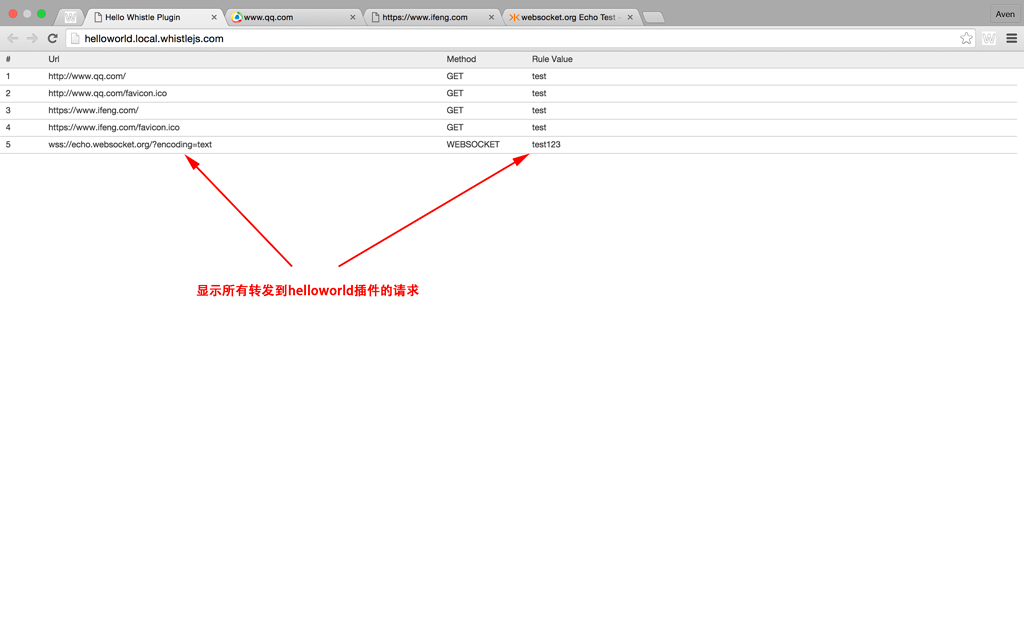 Hello Whistle Plugin
www.qq.com
https://www.ifeng.com
websocket.org Echo Test -
Aven
helloworld.local.whistlejs.com
# Url Method Rule Value
1 http://www.qq.com/ GET test
2 http://www.qq.com/favicon.ico GET test
3 https://www.ifeng.com/ GET test
4 https://www.ifeng.com/favicon.ico GET test
5 wss://echo.websocket.org/?encoding=text WEBSOCKET test123
显示所有转发到helloworld插件的请求